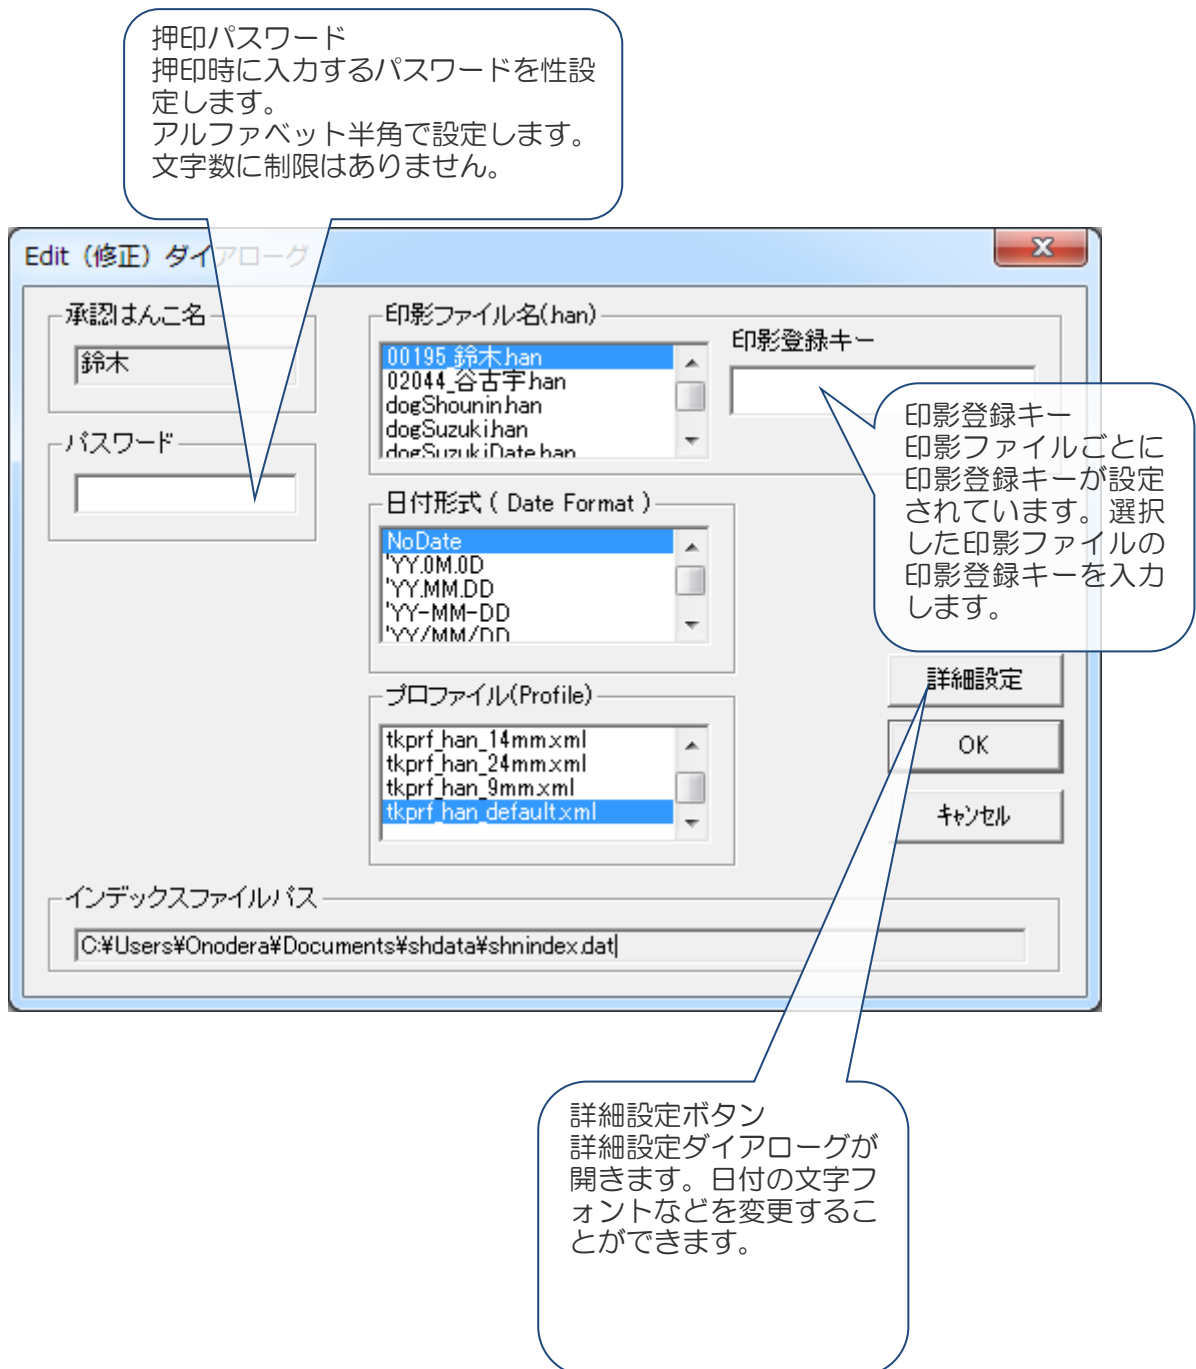 押印パスワード
押印時に入力するパスワードを性設
定します。
アルファベット半角で設定します。
文字数に制限はありません。
Edit（修正）ダイアローグ
承認はんこ名
鈴木
パスワード
印影ファイル名(.han)
00195_鈴木.han
02044_谷古宇.han
dogShounin.han
dogSuzuki.han
dogSuzukiDate.han
印影登録キー
印影登録キー
印影ファイルごとに
印影登録キーが設定
されています。選択
した印影ファイルの
印影登録キーを入力
します。
日付形式 ( Date Format )
NoDate
'YY.0M.0D
'YY.MM.DD
'YY-MM-DD
'YY/MM/DD
プロファイル(Profile)
tkprf_han_14mm.xml
tkprf_han_24mm.xml
tkprf_han_9mm.xml
tkprf_han_default.xml
詳細設定
OK
キャンセル
インデックスファイルパス
C:¥Users¥Onodera¥Documents¥shdata¥shnindex.dat
詳細設定ボタン
詳細設定ダイアローグが
開きます。日付の文字フ
ォントなどを変更するこ
とができます。